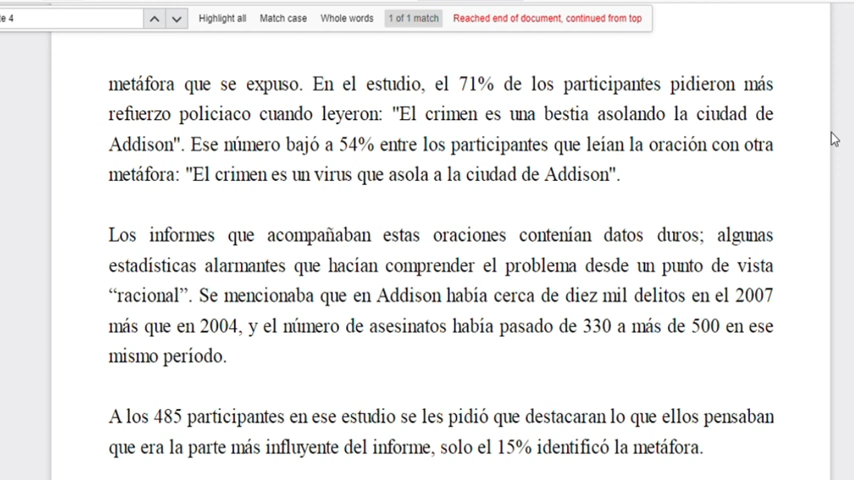 te 4
Highlight all
Match case
Whole words
1 of 1 match
Reached end of document, continued from top
metáfora que se expuso. En el estudio, el 71% de los participantes pidieron más
refuerzo policiaco cuando leyeron: "El crimen es una bestia asolando la ciudad de
Addison". Ese número bajó a 54% entre los participantes que leían la oración con otra
metáfora: "El crimen es un virus que asola a la ciudad de Addison".
Los informes que acompañaban estas oraciones contenían datos duros; algunas
estadísticas alarmantes que hacían comprender el problema desde un punto de vista
“racional”. Se mencionaba que en Addison había cerca de diez mil delitos en el 2007
más que en 2004, y el número de asesinatos había pasado de 330 a más de 500 en ese
mismo período.
A los 485 participantes en ese estudio se les pidió que destacaran lo que ellos pensaban
que era la parte más influyente del informe, solo el 15% identificó la metáfora.